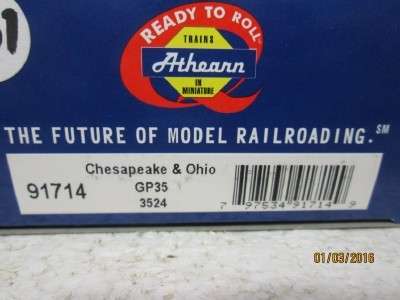 51
READY TO ROLL
TRAINS
Athearn
IN
MINIATURE
THE FUTURE OF MODEL RAILROADING.℠
Chesapeake & Ohio
91714
GP35
3524
7 97534 91714 9
01/03/2016